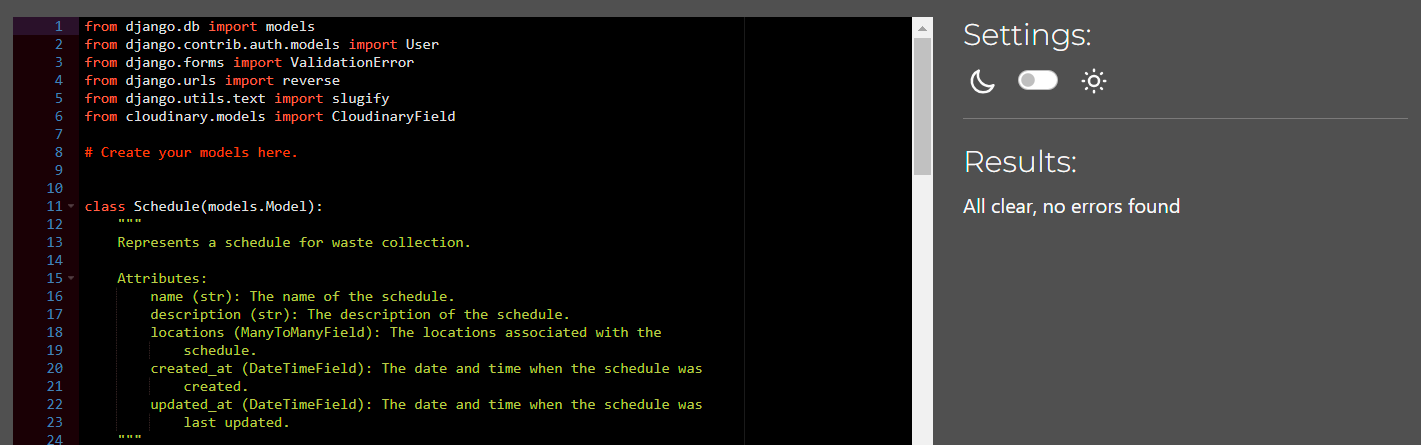 1 from django.db import models
2 from django.contrib.auth.models import User
3 from django.forms import ValidationError
4 from django.urls import reverse
5 from django.utils.text import slugify
6 from cloudinary.models import CloudinaryField
7
8 # Create your models here.
9
10
11 class Schedule(models.Model):
12 """
13 Represents a schedule for waste collection.
14
15 Attributes:
16 name (str): The name of the schedule.
17 description (str): The description of the schedule.
18 locations (ManyToManyField): The locations associated with the
19 schedule.
20 created_at (DateTimeField): The date and time when the schedule was
21 created.
22 updated_at (DateTimeField): The date and time when the schedule was
23 last updated.
24 """
Settings:
Results:
All clear, no errors found